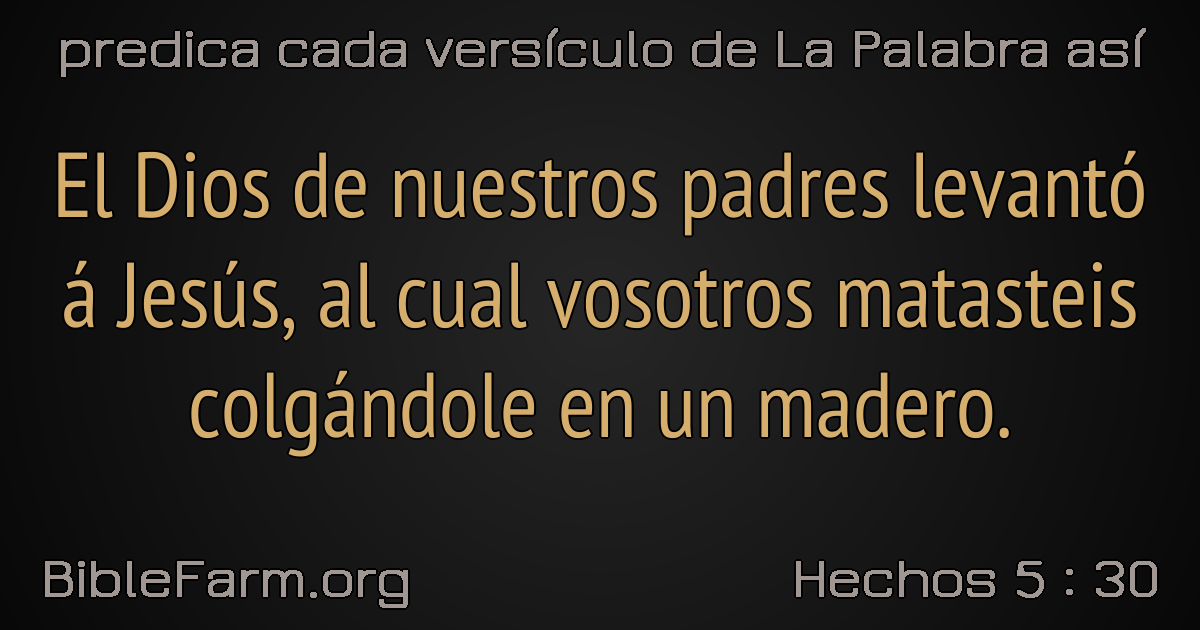 predica cada versículo de La Palabra así
El Dios de nuestros padres levantó
á Jesús, al cual vosotros matasteis
colgándole en un madero.
BibleFarm.org
Hechos 5 : 30